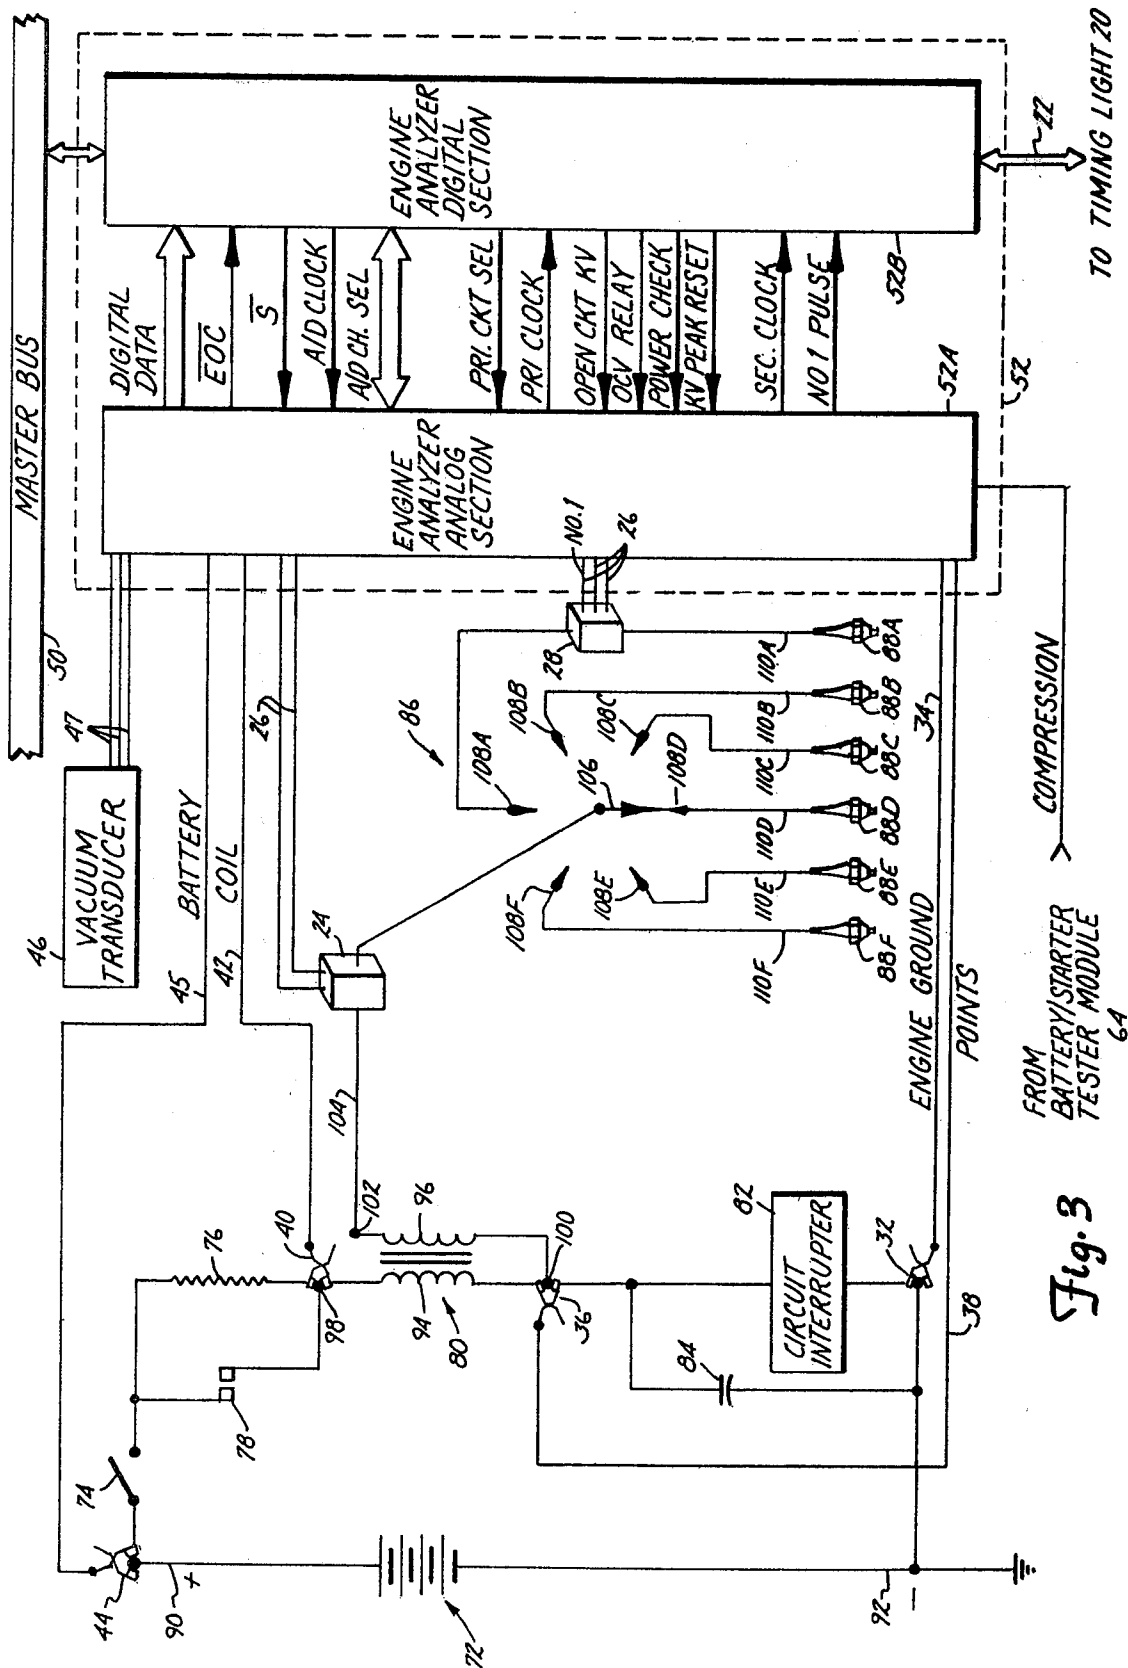 MASTER BUS
50
46
VACUUM
TRANSDUCER
47
45
BATTERY
42
COIL
26
24
DIGITAL
DATA
EOC
S
A/D CLOCK
A/D CH. SEL
PRI. CKT SEL
PRI CLOCK
OPEN CKT KV
OCV RELAY
POWER CHECK
KV PEAK RESET
SEC. CLOCK
NO 1 PULSE
ENGINE
ANALYZER
DIGITAL
SECTION
52B
ENGINE
ANALYZER
ANALOG
SECTION
52A
52
22
TO TIMING LIGHT 20
NO.1
26
28
86
108A
108B
108C
106
108D
108E
108F
110A
110B
110C
110D
110E
110F
88A
88B
88C
88D
88E
88F
34
ENGINE GROUND
POINTS
38
COMPRESSION
FROM
BATTERY/STARTER
TESTER MODULE
64
104
102
96
40
76
98
94
80
100
36
82
CIRCUIT
INTERRUPTER
32
84
78
74
44
90
+
72
92
−
Fig. 3